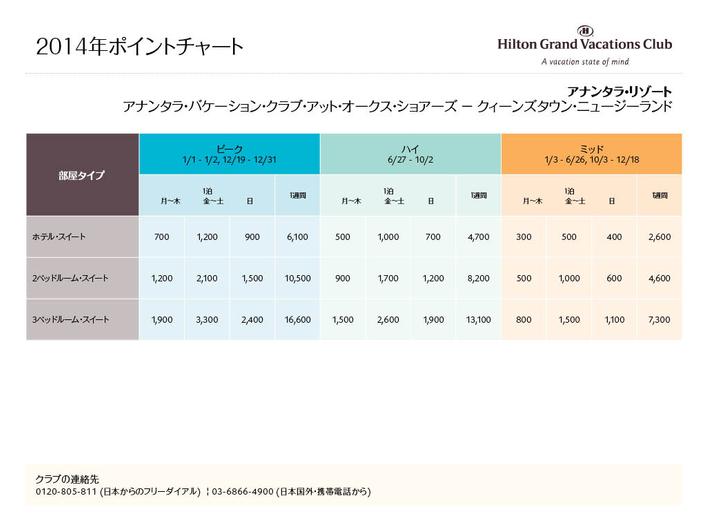 2014年ポイントチャート
Hilton Grand Vacations Club
A vacation state of mind
アナンタラ・リゾート
アナンタラ・バケーション・クラブ・アット・オークス・ショアーズ － クィーンズタウン・ニュージーランド
部屋タイプ
ピーク ハイ ミッド
1/1 - 1/2, 12/19 - 12/31 6/27 - 10/2 1/3 - 6/26, 10/3 - 12/18
1泊 1週間 1泊 1週間 1泊 1週間
月～木 金～土 日 月～木 金～土 日 月～木 金～土 日
ホテル・スイート 700 1,200 900 6,100 500 1,000 700 4,700 300 500 400 2,600
2ベッドルーム・スイート 1,200 2,100 1,500 10,500 900 1,700 1,200 8,200 500 1,000 600 4,600
3ベッドルーム・スイート 1,900 3,300 2,400 16,600 1,500 2,600 1,900 13,100 800 1,500 1,100 7,300
クラブの連絡先
0120-805-811 (日本からのフリーダイアル) ¦ 03-6866-4900 (日本国外・携帯電話から)